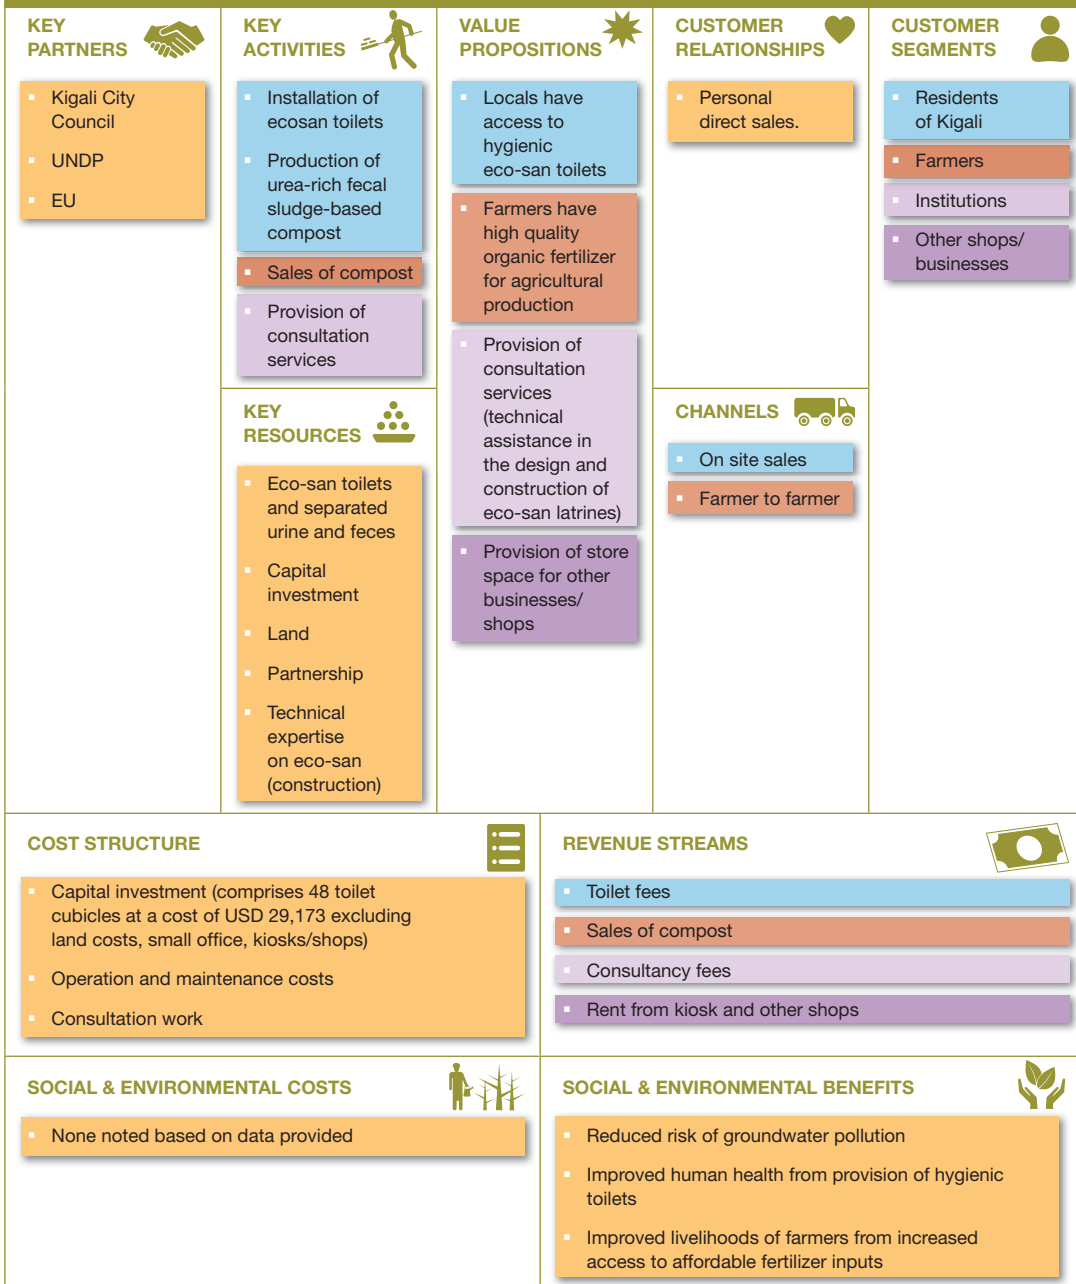 KEY
PARTNERS
Kigali City
Council
UNDP
EU
KEY
ACTIVITIES
Installation of
ecosan toilets
Production of
urea-rich fecal
sludge-based
compost
Sales of compost
Provision of
consultation
services
KEY
RESOURCES
Eco-san toilets
and separated
urine and feces
Capital
investment
Land
Partnership
Technical
expertise
on eco-san
(construction)
VALUE
PROPOSITIONS
Locals have
access to
hygienic
eco-san toilets
Farmers have
high quality
organic fertilizer
for agricultural
production
Provision of
consultation
services
(technical
assistance in
the design and
construction of
eco-san latrines)
Provision of store
space for other
businesses/
shops
CUSTOMER
RELATIONSHIPS
Personal
direct sales.
CHANNELS
On site sales
Farmer to farmer
CUSTOMER
SEGMENTS
Residents
of Kigali
Farmers
Institutions
Other shops/
businesses
COST STRUCTURE
Capital investment (comprises 48 toilet
cubicles at a cost of USD 29,173 excluding
land costs, small office, kiosks/shops)
Operation and maintenance costs
Consultation work
REVENUE STREAMS
Toilet fees
Sales of compost
Consultancy fees
Rent from kiosk and other shops
SOCIAL & ENVIRONMENTAL COSTS
None noted based on data provided
SOCIAL & ENVIRONMENTAL BENEFITS
Reduced risk of groundwater pollution
Improved human health from provision of hygienic
toilets
Improved livelihoods of farmers from increased
access to affordable fertilizer inputs